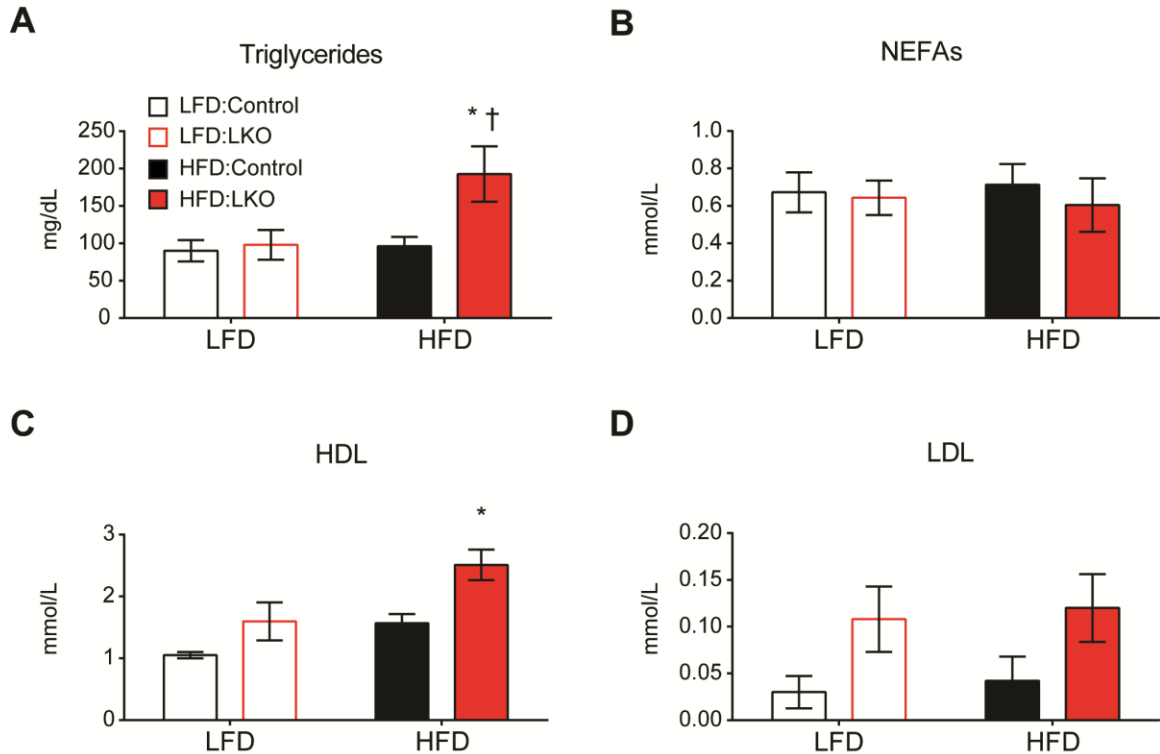 A
Triglycerides
LFD:Control
LFD:LKO
HFD:Control
HFD:LKO
* †
mg/dL
250
200
150
100
50
0
LFD HFD
B
NEFAs
mmol/L
1.0
0.8
0.6
0.4
0.2
0.0
LFD HFD
C
HDL
*
mmol/L
3
2
1
0
LFD HFD
D
LDL
mmol/L
0.20
0.15
0.10
0.05
0.00
LFD HFD